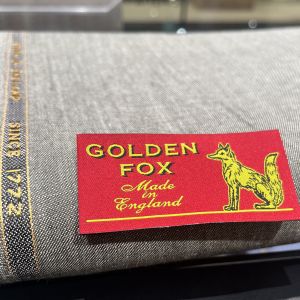 GOLDEN
FOX
Made
in
England
SINCE 1772